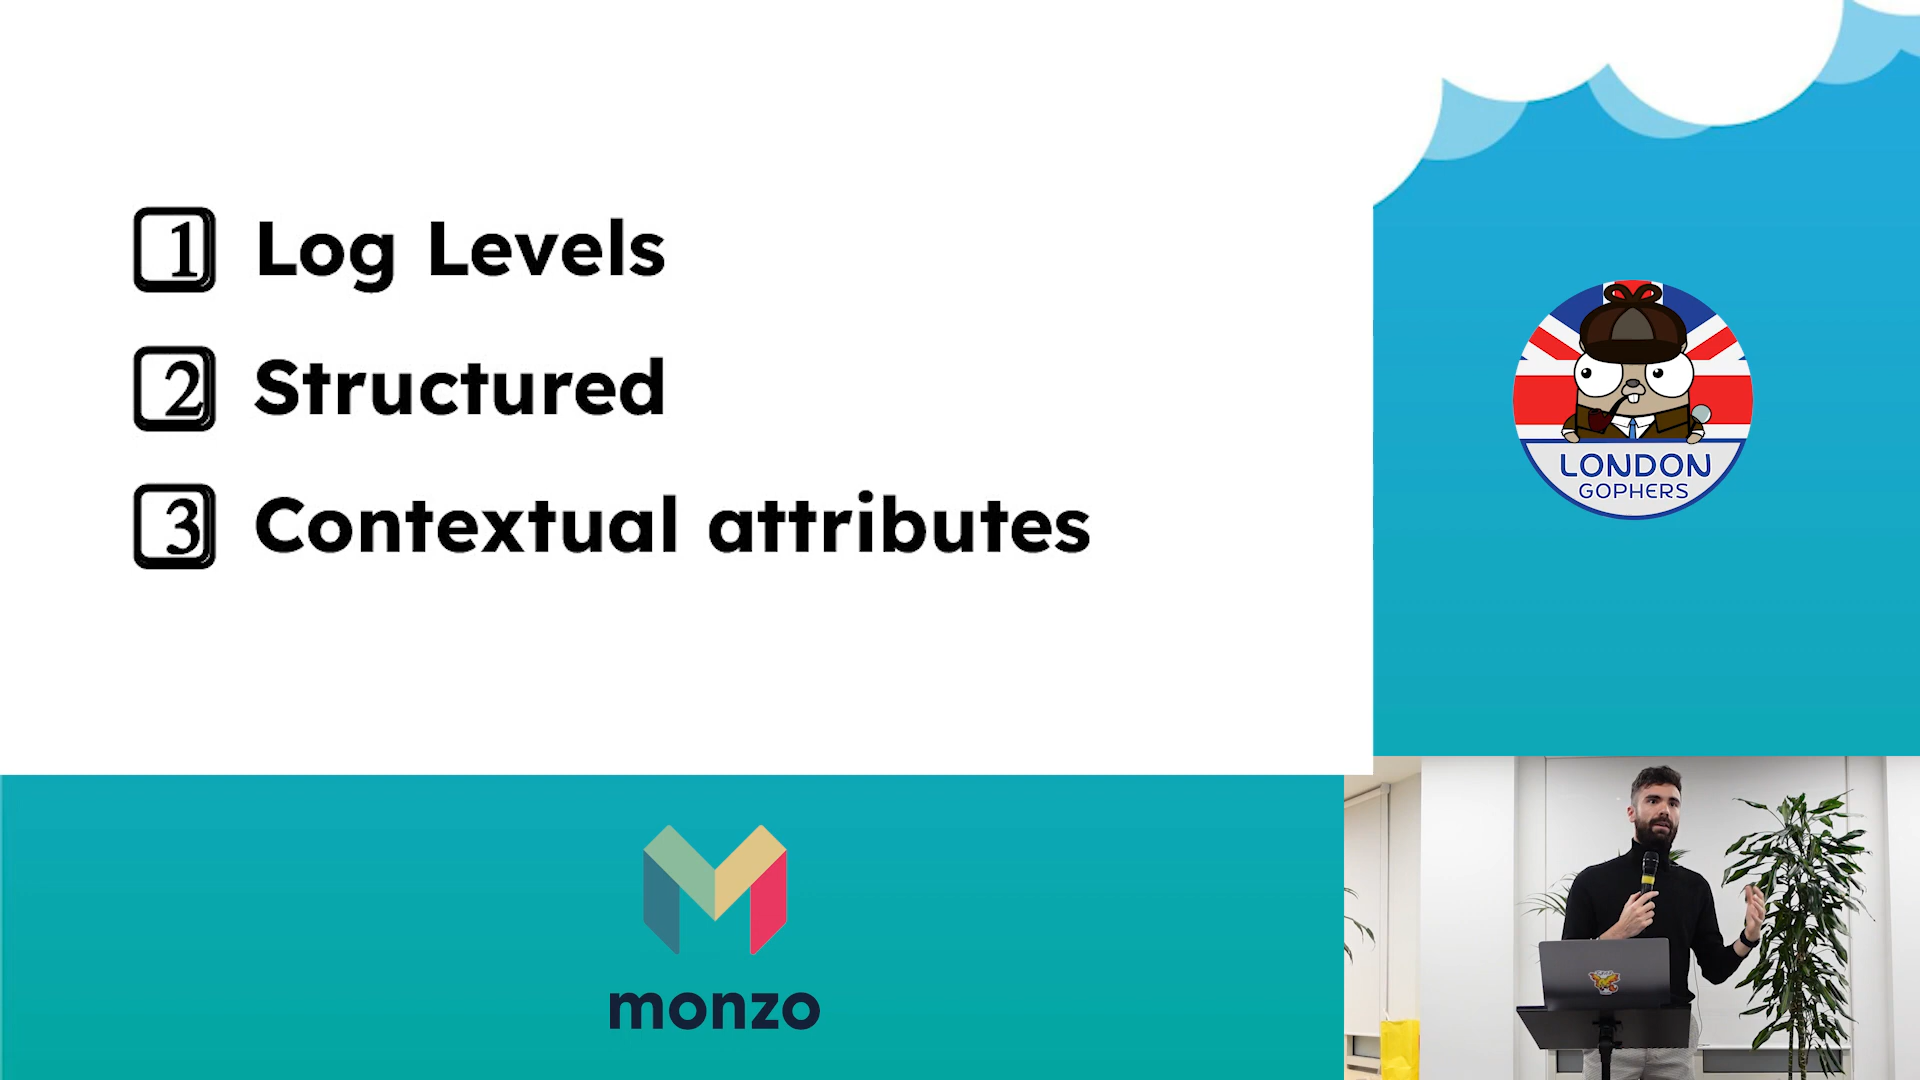 1 Log Levels
2 Structured
3 Contextual attributes
LONDON
GOPHERS
monzo